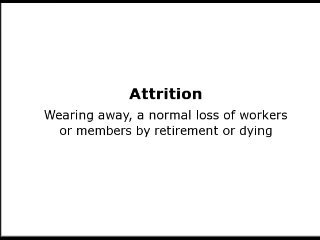 Attrition
Wearing away, a normal loss of workers
or members by retirement or dying